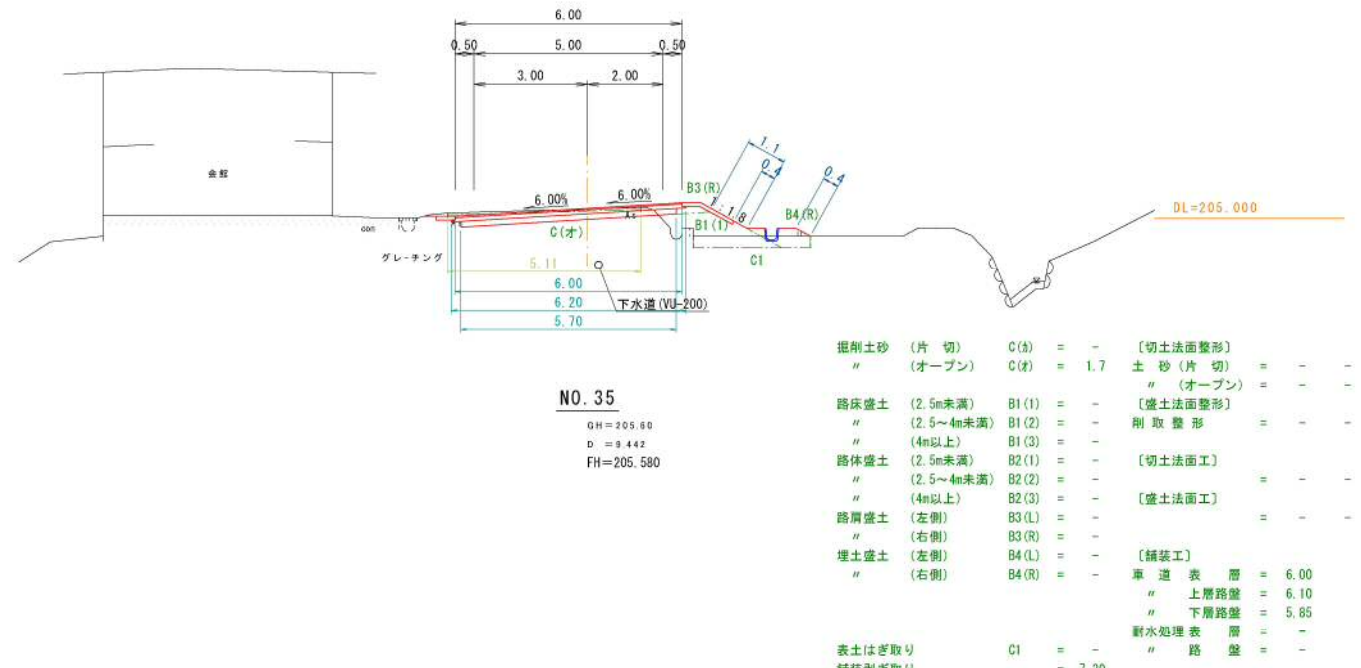 6.00
0.50 5.00 0.50
3.00 2.00
1.1
0.4
0.4
会館
6.00% 6.00%
B3(R)
1.18
B4(R)
DL=205.000
As
B1(1)
con
C(オ)
グレーチング
C1
5.11
6.00
6.20
下水道(VU-200)
5.70
NO.35
GH=205.60
D =9.442
FH=205.580
掘削土砂 (片 切) C(カ) = - 〔切土法面整形〕
〃 (オープン) C(オ) = 1.7 土 砂 (片 切) = - -
〃 (オープン) = - -
路床盛土 (2.5m未満) B1(1) = - 〔盛土法面整形〕
〃 (2.5~4m未満) B1(2) = - 削 取 整 形 = - -
〃 (4m以上) B1(3) = -
路体盛土 (2.5m未満) B2(1) = - 〔切土法面工〕
〃 (2.5~4m未満) B2(2) = - = - -
〃 (4m以上) B2(3) = - 〔盛土法面工〕
路肩盛土 (左側) B3(L) = - = - -
〃 (右側) B3(R) = -
埋土盛土 (左側) B4(L) = - 〔舗装工〕
〃 (右側) B4(R) = - 車 道 表 層 = 6.00
〃 上層路盤 = 6.10
〃 下層路盤 = 5.85
耐水処理 表 層 = -
表土はぎ取り C1 = - 〃 路 盤 = -